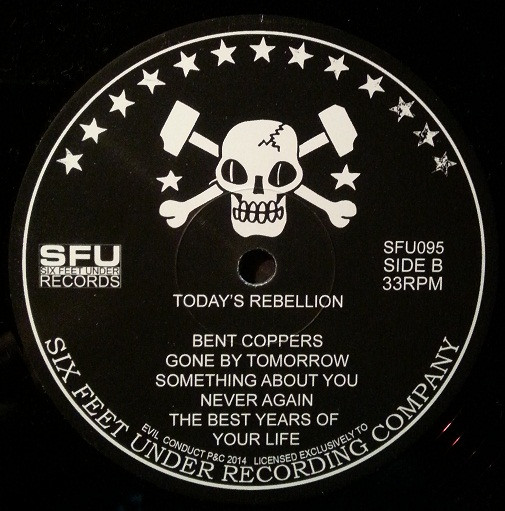 SFU
SIX FEET UNDER
RECORDS
SFU095
SIDE B
33RPM
TODAY'S REBELLION
BENT COPPERS
GONE BY TOMORROW
SOMETHING ABOUT YOU
NEVER AGAIN
THE BEST YEARS OF
YOUR LIFE
EVIL CONDUCT P&C 2014 LICENSED EXCLUSIVELY TO
SIX FEET UNDER RECORDING COMPANY